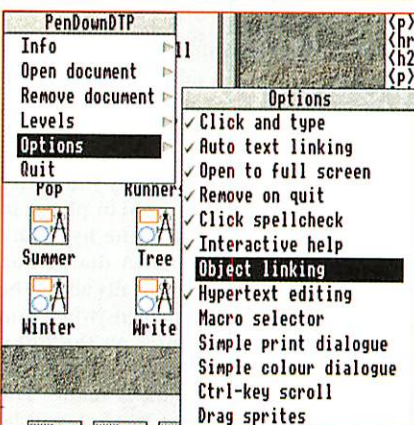 PenDownDTP
Info
Open document
Remove document
Levels
Options
Quit
Pop
Summer Tree
Winter Write
<p>
<h2
<p>
Options
✓ Click and type
✓ Auto text linking
✓ Open to full screen
✓ Remove on quit
✓ Click spellcheck
✓ Interactive help
Object linking
✓ Hypertext editing
Macro selector
Simple print dialogue
Simple colour dialogue
Ctrl-key scroll
Drag sprites